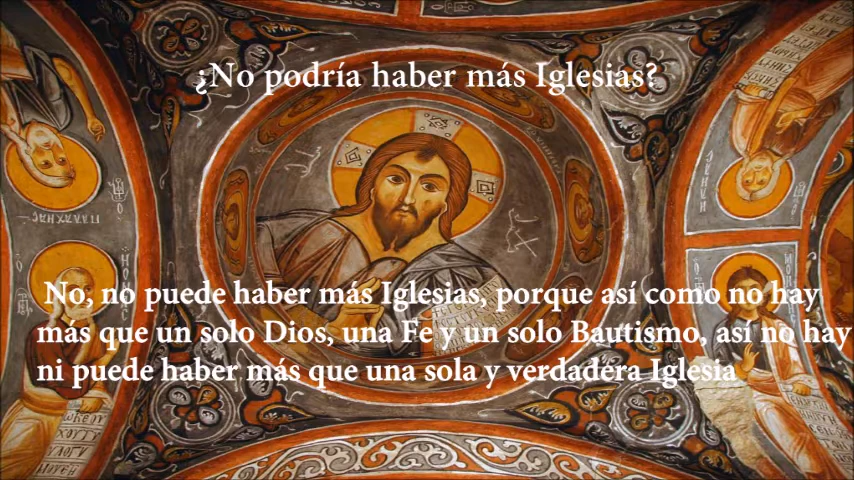 ¿No podría haber más Iglesias?
No, no puede haber más Iglesias, porque así como no hay
más que un solo Dios, una Fe y un solo Bautismo, así no hay
ni puede haber más que una sola y verdadera Iglesia